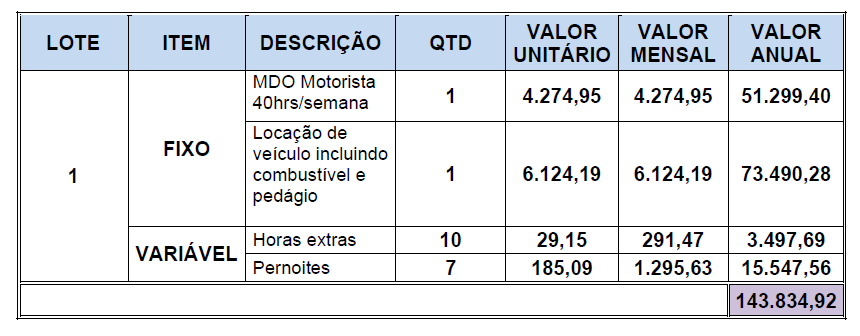 LOTE ITEM DESCRIÇÃO QTD VALOR UNITÁRIO VALOR MENSAL VALOR ANUAL
1 FIXO MDO Motorista 40hrs/semana 1 4.274,95 4.274,95 51.299,40
Locação de veículo incluindo combustível e pedágio 1 6.124,19 6.124,19 73.490,28
VARIÁVEL Horas extras 10 29,15 291,47 3.497,69
Pernoites 7 185,09 1.295,63 15.547,56
143.834,92